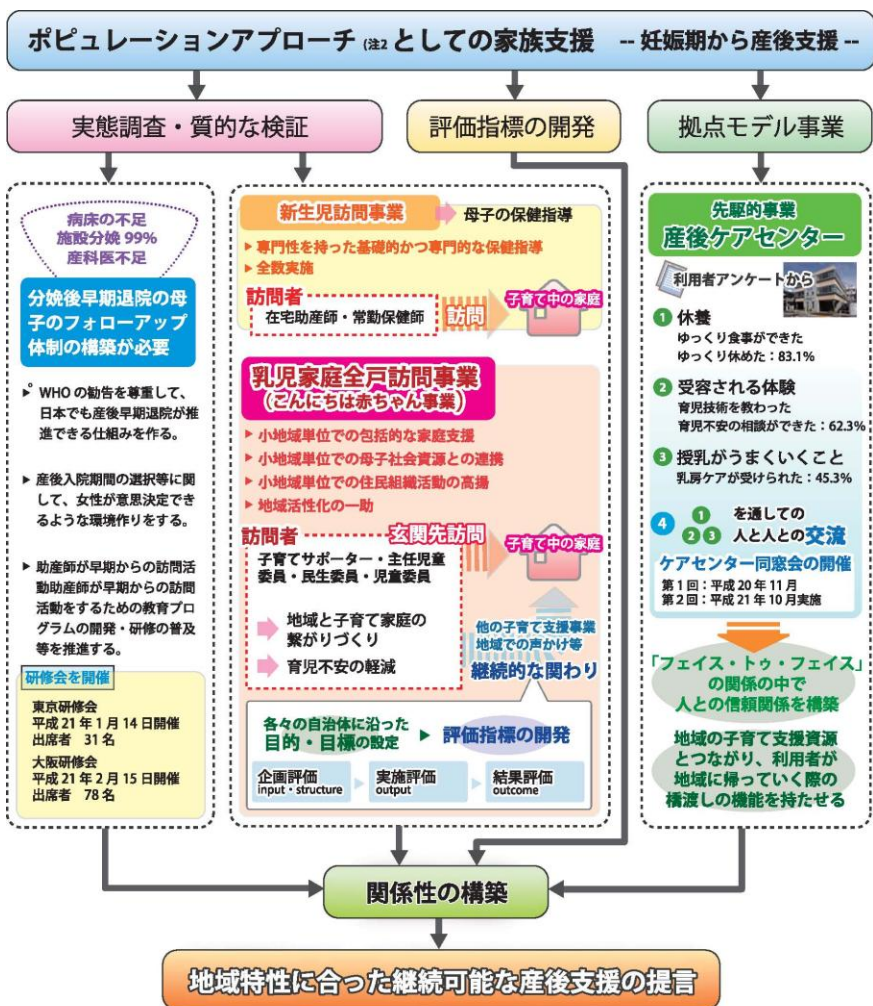 ポピュレーションアプローチ (注2 としての家族支援 -- 妊娠期から産後支援 --
実態調査・質的な検証
評価指標の開発
拠点モデル事業
病床の不足
施設分娩 99%
産科医不足
分娩後早期退院の母
子のフォローアップ
体制の構築が必要
WHO の勧告を尊重して、
日本でも産後早期退院が推
進できる仕組みを作る。
産後入院期間の選択等に
関して、女性が意思決定でき
るような環境作りをする。
助産師が早期からの訪問活
動助産師が早期からの訪問
活動をするための教育プロ
グラムの開発・研修の普及
等を推進する。
研修会を開催
東京研修会
平成 21 年 1 月 14 日開催
出席者 31 名
大阪研修会
平成 21 年 2 月 15 日開催
出席者 78 名
新生児訪問事業
母子の保健指導
専門性を持った基礎的かつ専門的な保健指導
全数実施
訪問者
在宅助産師・常勤保健師
訪問
子育て中の家庭
乳児家庭全戸訪問事業
(こんにちは赤ちゃん事業)
小地域単位での包括的な家庭支援
小地域単位での母子社会資源との連携
小地域単位での住民組織活動の高揚
地域活性化の一助
訪問者
玄関先訪問
子育てサポーター・主任児童
委員・民生委員・児童委員
子育て中の家庭
地域と子育て家庭の
繋がりづくり
育児不安の軽減
他の子育て支援事業
地域での声かけ等
継続的な関わり
各々の自治体に沿った
目的・目標の設定
評価指標の開発
企画評価
input・structure
実施評価
output
結果評価
outcome
先駆的事業
産後ケアセンター
利用者アンケートから
1 休養
ゆっくり食事ができた
ゆっくり休めた：83.1%
2 受容される体験
育児技術を教わった
育児不安の相談ができた：62.3%
3 授乳がうまくいくこと
乳房ケアが受けられた：45.3%
4 1 2 3 を通しての
人と人との交流
ケアセンター同窓会の開催
第 1 回：平成 20 年 11 月
第 2 回：平成 21 年 10 月実施
「フェイス・トゥ・フェイス」
の関係の中で
人との信頼関係を構築
地域の子育て支援資源
とつながり、利用者が
地域に帰っていく際の
橋渡しの機能を持たせる
関係性の構築
地域特性に合った継続可能な産後支援の提言